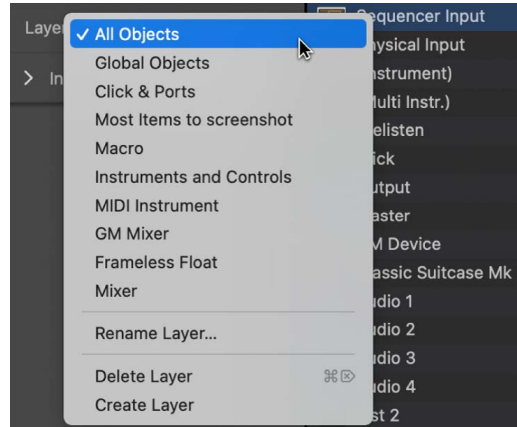 Layer
✓ All Objects
Global Objects
Click & Ports
Most Items to screenshot
Macro
Instruments and Controls
MIDI Instrument
GM Mixer
Frameless Float
Mixer
Rename Layer...
Delete Layer ⌘⌦
Create Layer
In
Sequencer Input
hysical Input
nstrument)
Multi Instr.)
elisten
ick
utput
aster
M Device
assic Suitcase Mk
udio 1
udio 2
udio 3
udio 4
st 2